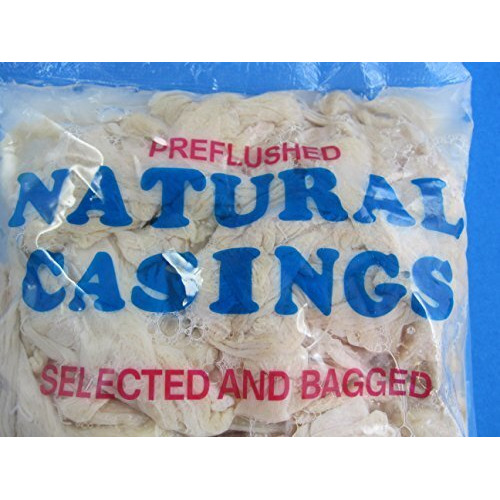 PREFLUSHED
NATURAL
CASINGS
SELECTED AND BAGGED